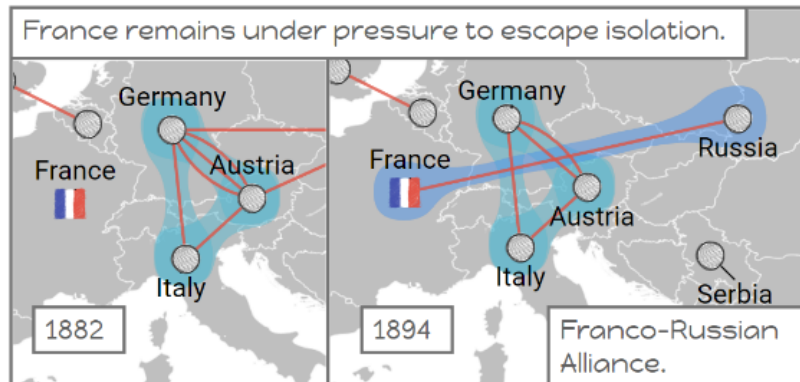 France remains under pressure to escape isolation.
Germany
Austria
France
Italy
1882
Germany
France
Russia
Austria
Italy
Serbia
1894
Franco-Russian
Alliance.